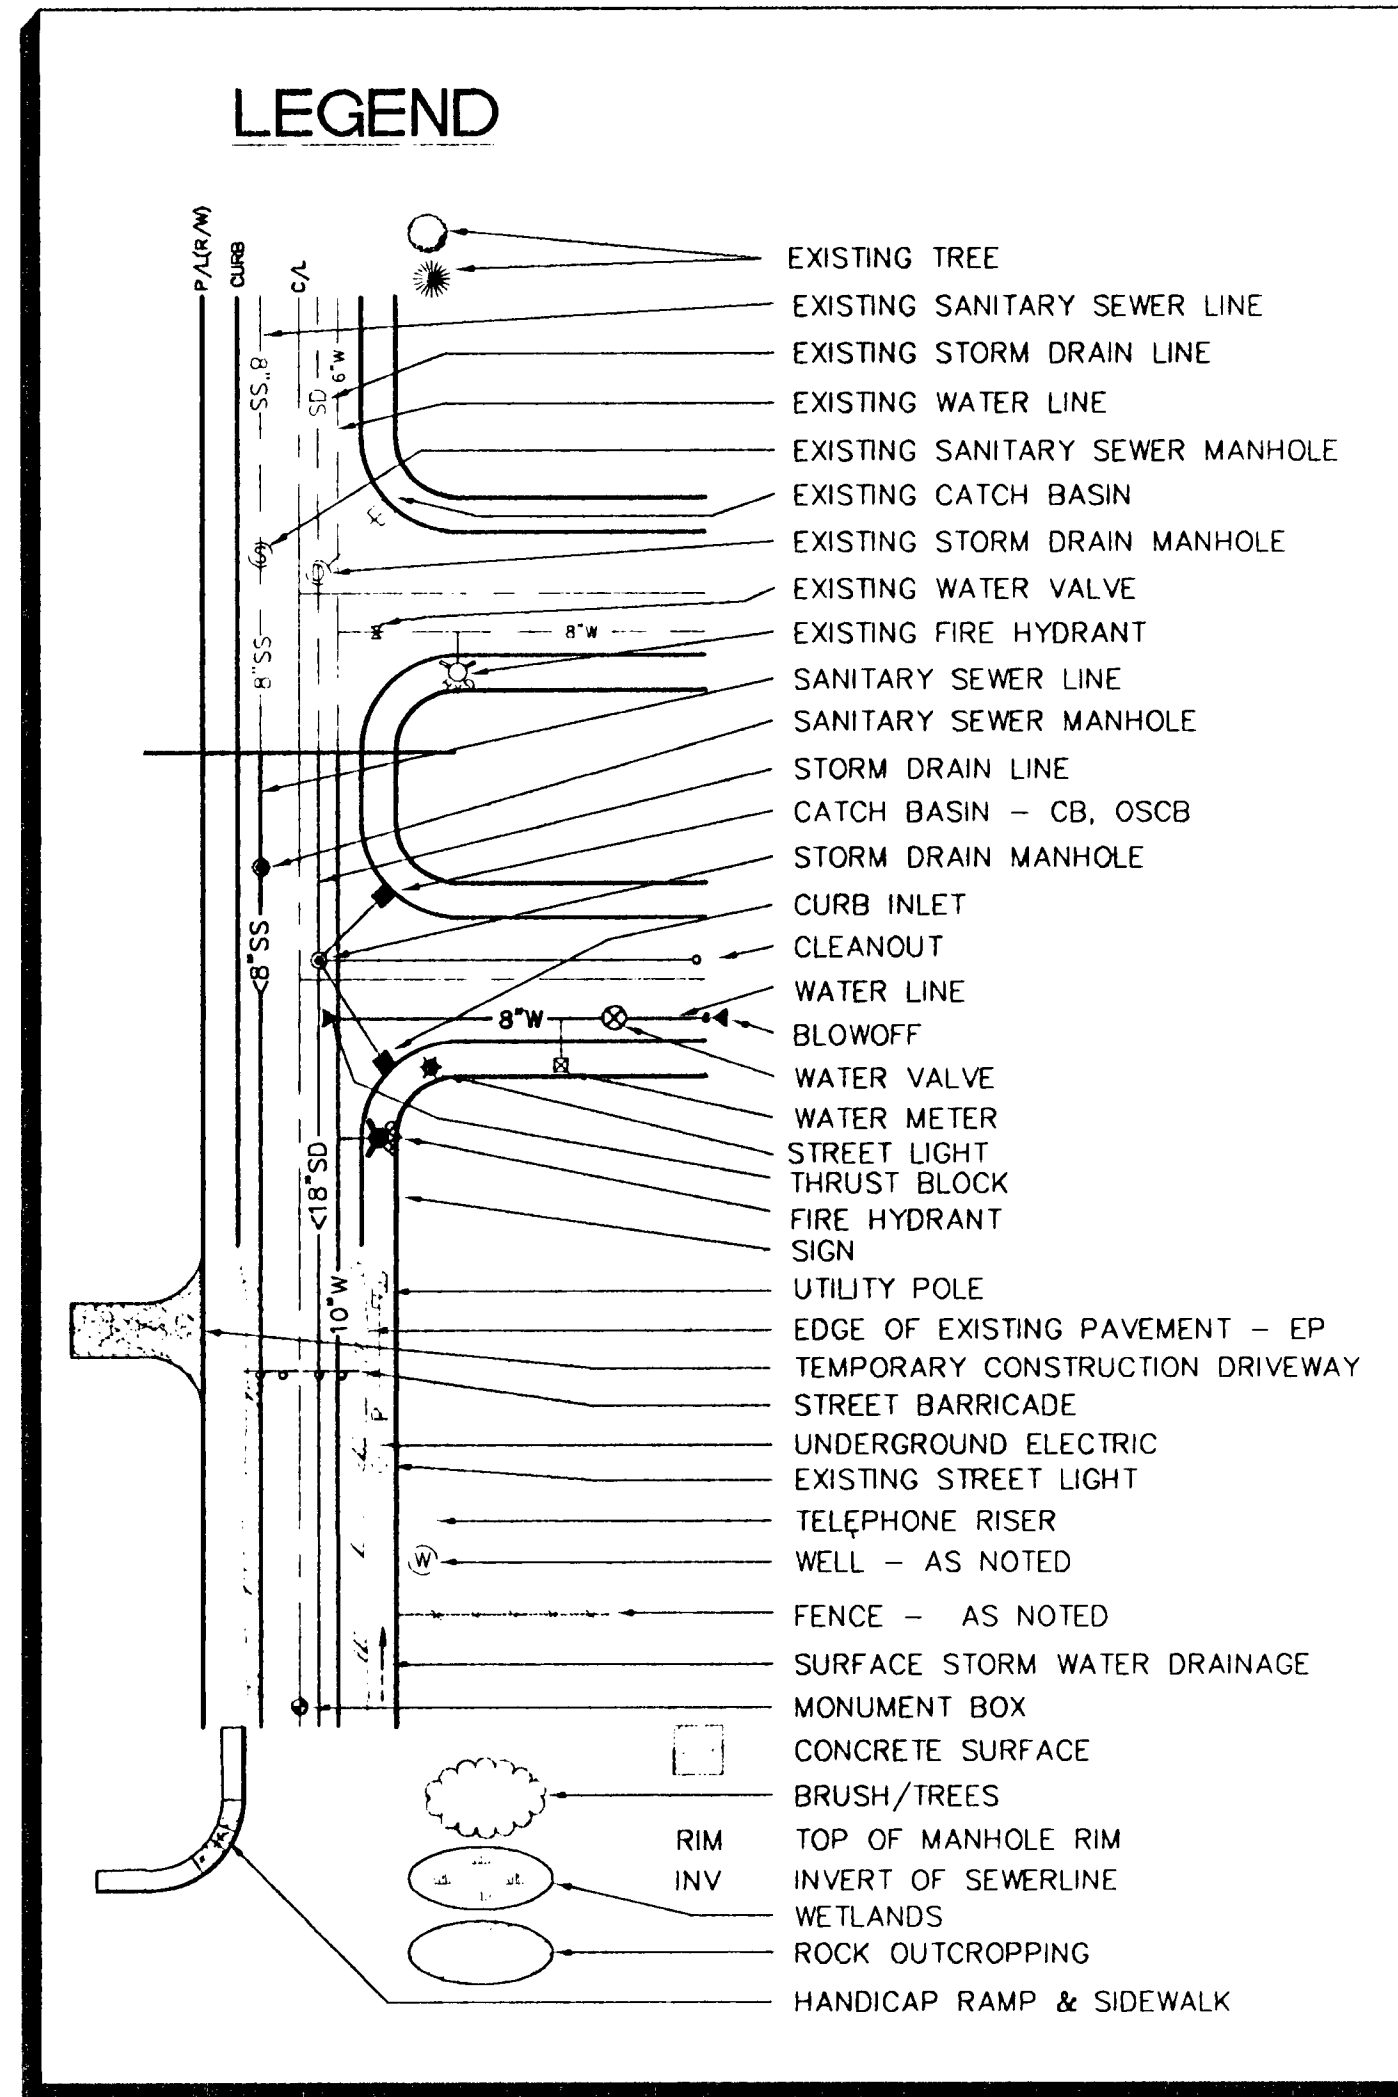 LEGEND
P/L(R/W)
CURB
C/L
EXISTING TREE
EXISTING SANITARY SEWER LINE
EXISTING STORM DRAIN LINE
EXISTING WATER LINE
EXISTING SANITARY SEWER MANHOLE
EXISTING CATCH BASIN
EXISTING STORM DRAIN MANHOLE
EXISTING WATER VALVE
EXISTING FIRE HYDRANT
SANITARY SEWER LINE
SANITARY SEWER MANHOLE
STORM DRAIN LINE
CATCH BASIN - CB, OSCB
STORM DRAIN MANHOLE
CURB INLET
CLEANOUT
WATER LINE
BLOWOFF
WATER VALVE
WATER METER
STREET LIGHT
THRUST BLOCK
FIRE HYDRANT
SIGN
UTILITY POLE
EDGE OF EXISTING PAVEMENT - EP
TEMPORARY CONSTRUCTION DRIVEWAY
STREET BARRICADE
UNDERGROUND ELECTRIC
EXISTING STREET LIGHT
TELEPHONE RISER
WELL - AS NOTED
FENCE - AS NOTED
SURFACE STORM WATER DRAINAGE
MONUMENT BOX
CONCRETE SURFACE
BRUSH/TREES
RIM TOP OF MANHOLE RIM
INV INVERT OF SEWERLINE
WETLANDS
ROCK OUTCROPPING
HANDICAP RAMP & SIDEWALK
SS"8
SD
6"W
S
D
8"W
8"SS
<8"SS
8"W
<18"SD
10"W
P
W